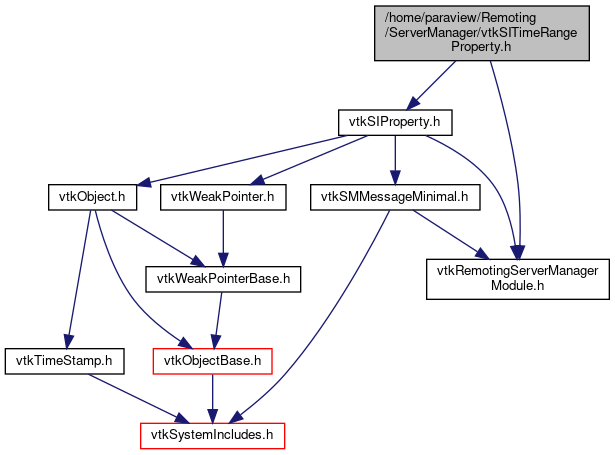 /home/paraview/Remoting
/ServerManager/vtkSITimeRange
Property.h
vtkSIProperty.h
vtkObject.h
vtkWeakPointer.h
vtkSMMessageMinimal.h
vtkWeakPointerBase.h
vtkRemotingServerManager
Module.h
vtkTimeStamp.h
vtkObjectBase.h
vtkSystemIncludes.h